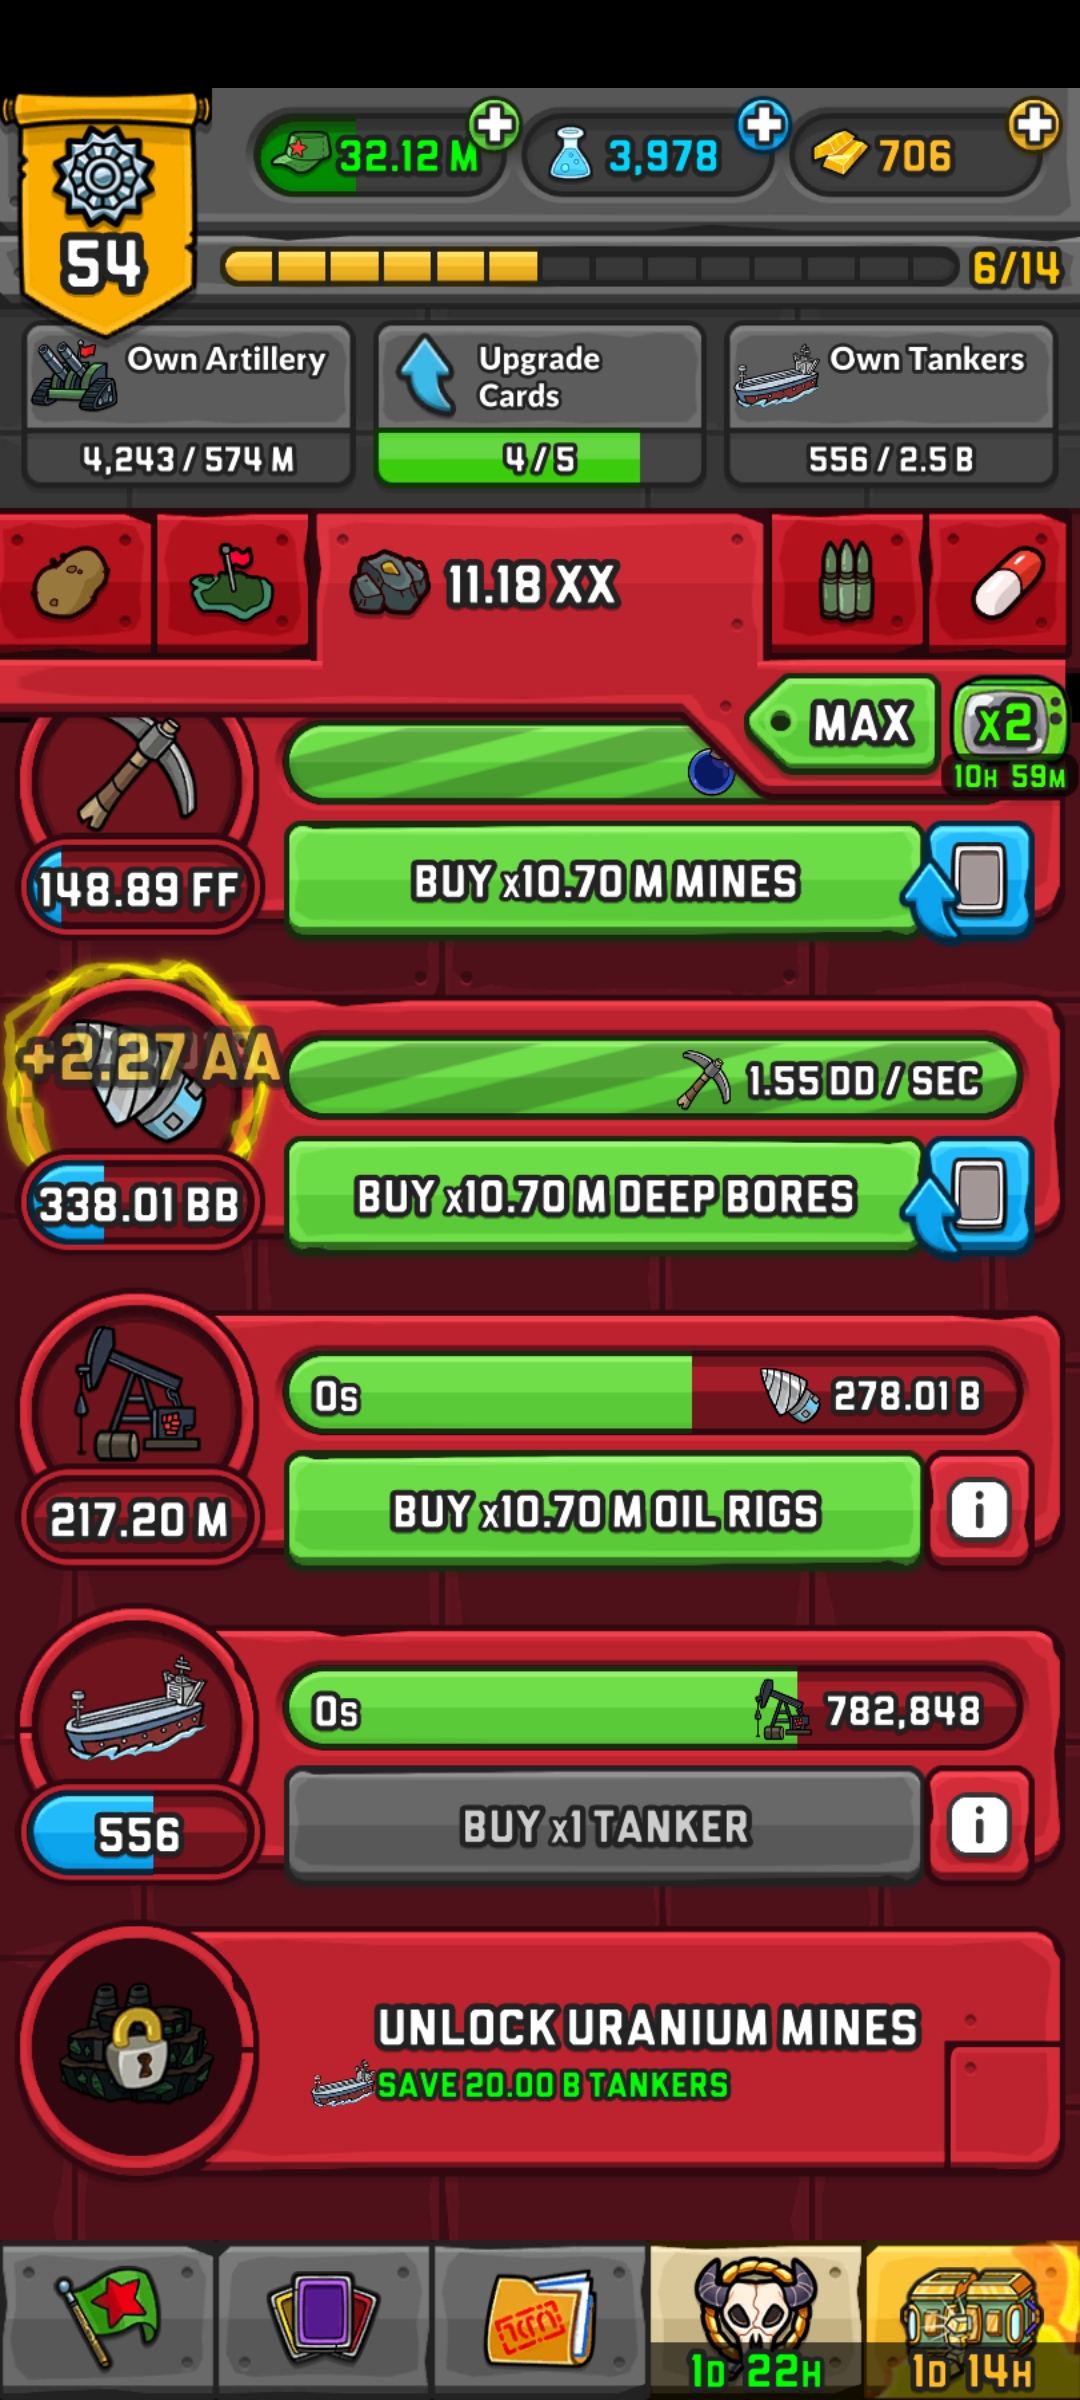 32.12 M
3,978
706
54
6/14
Own Artillery
4,243 / 574 M
Upgrade
Cards
4 / 5
Own Tankers
556 / 2.5 B
11.18 XX
MAX
x2
10H 59M
148.89 FF
BUY x10.70 M MINES
+2.27 AA
1.55 DD / SEC
338.01 BB
BUY x10.70 M DEEP BORES
0s
278.01 B
217.20 M
BUY x10.70 M OIL RIGS
i
0s
782,848
556
BUY x1 TANKER
i
UNLOCK URANIUM MINES
SAVE 20.00 B TANKERS
1D 22H
1D 14H